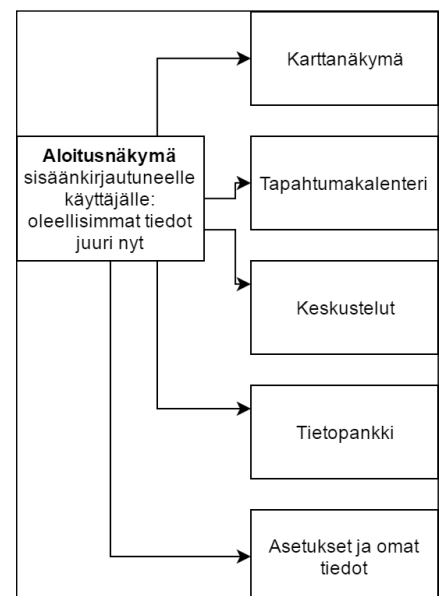 Karttanäkymä
Aloitusnäkymä
sisäänkirjautuneelle
käyttäjälle:
oleellisimmat tiedot
juuri nyt
Tapahtumakalenteri
Keskustelut
Tietopankki
Asetukset ja omat
tiedot